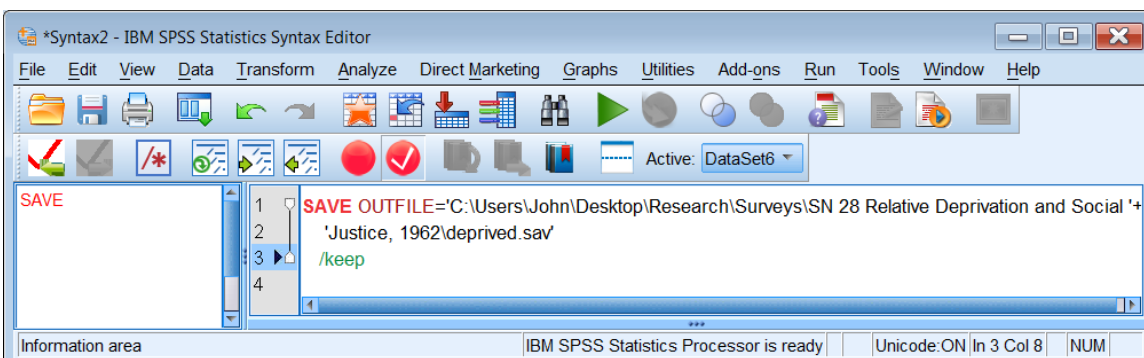 *Syntax2 - IBM SPSS Statistics Syntax Editor
File Edit View Data Transform Analyze Direct Marketing Graphs Utilities Add-ons Run Tools Window Help
Active: DataSet6
SAVE
1 SAVE OUTFILE='C:\Users\John\Desktop\Research\Surveys\SN 28 Relative Deprivation and Social '+
2 'Justice, 1962\deprived.sav'
3 /keep
4
Information area IBM SPSS Statistics Processor is ready Unicode:ON In 3 Col 8 NUM